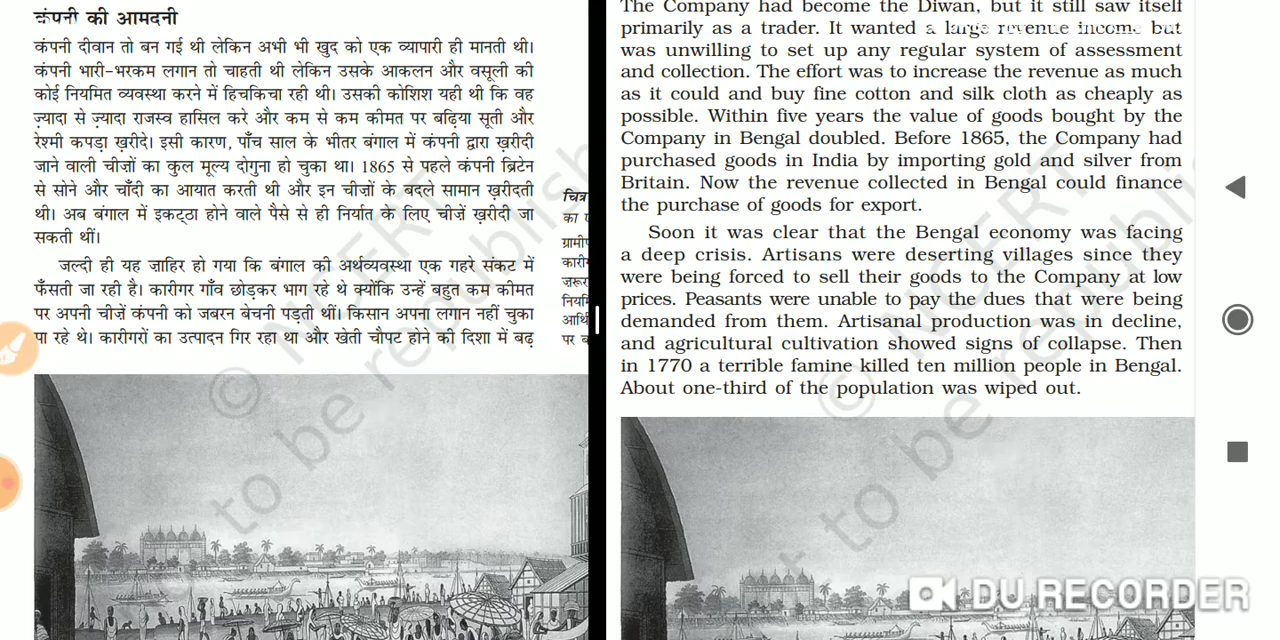 कंपनी की आमदनी
कंपनी दीवान तो बन गई थी लेकिन अभी भी खुद को एक व्यापारी ही मानती थी।
कंपनी भारी-भरकम लगान तो चाहती थी लेकिन उसके आकलन और वसूली की
कोई नियमित व्यवस्था करने में हिचकिचा रही थी। उसकी कोशिश यही थी कि वह
ज़्यादा से ज़्यादा राजस्व हासिल करे और कम से कम कीमत पर बढ़िया सूती और
रेश्मी कपड़ा ख़रीदे। इसी कारण, पाँच साल के भीतर बंगाल में कंपनी द्वारा ख़रीदी
जाने वाली चीज़ों का कुल मूल्य दोगुना हो चुका था। 1865 से पहले कंपनी ब्रिटेन
से सोने और चाँदी का आयात करती थी और इन चीज़ों के बदले सामान ख़रीदती
थी। अब बंगाल में इकट्ठा होने वाले पैसे से ही निर्यात के लिए चीज़ें ख़रीदी जा
सकती थीं।
जल्दी ही यह ज़ाहिर हो गया कि बंगाल की अर्थव्यवस्था एक गहरे संकट में
फँसती जा रही है। कारीगर गाँव छोड़कर भाग रहे थे क्योंकि उन्हें बहुत कम कीमत
पर अपनी चीज़ें कंपनी को जबरन बेचनी पड़ती थीं। किसान अपना लगान नहीं चुका
पा रहे थे। कारीगरों का उत्पादन गिर रहा था और खेती चौपट होने की दिशा में बढ़
चित्र
का ए
ग्रामीण
कारीग
ज़रूर
नियमि
आर्थि
पर ब
The Company had become the Diwan, but it still saw itself
primarily as a trader. It wanted a large revenue income but
was unwilling to set up any regular system of assessment
and collection. The effort was to increase the revenue as much
as it could and buy fine cotton and silk cloth as cheaply as
possible. Within five years the value of goods bought by the
Company in Bengal doubled. Before 1865, the Company had
purchased goods in India by importing gold and silver from
Britain. Now the revenue collected in Bengal could finance
the purchase of goods for export.
Soon it was clear that the Bengal economy was facing
a deep crisis. Artisans were deserting villages since they
were being forced to sell their goods to the Company at low
prices. Peasants were unable to pay the dues that were being
demanded from them. Artisanal production was in decline,
and agricultural cultivation showed signs of collapse. Then
in 1770 a terrible famine killed ten million people in Bengal.
About one-third of the population was wiped out.
© NCERT
to be republish
© NCERT
to be republis
DU RECORDER